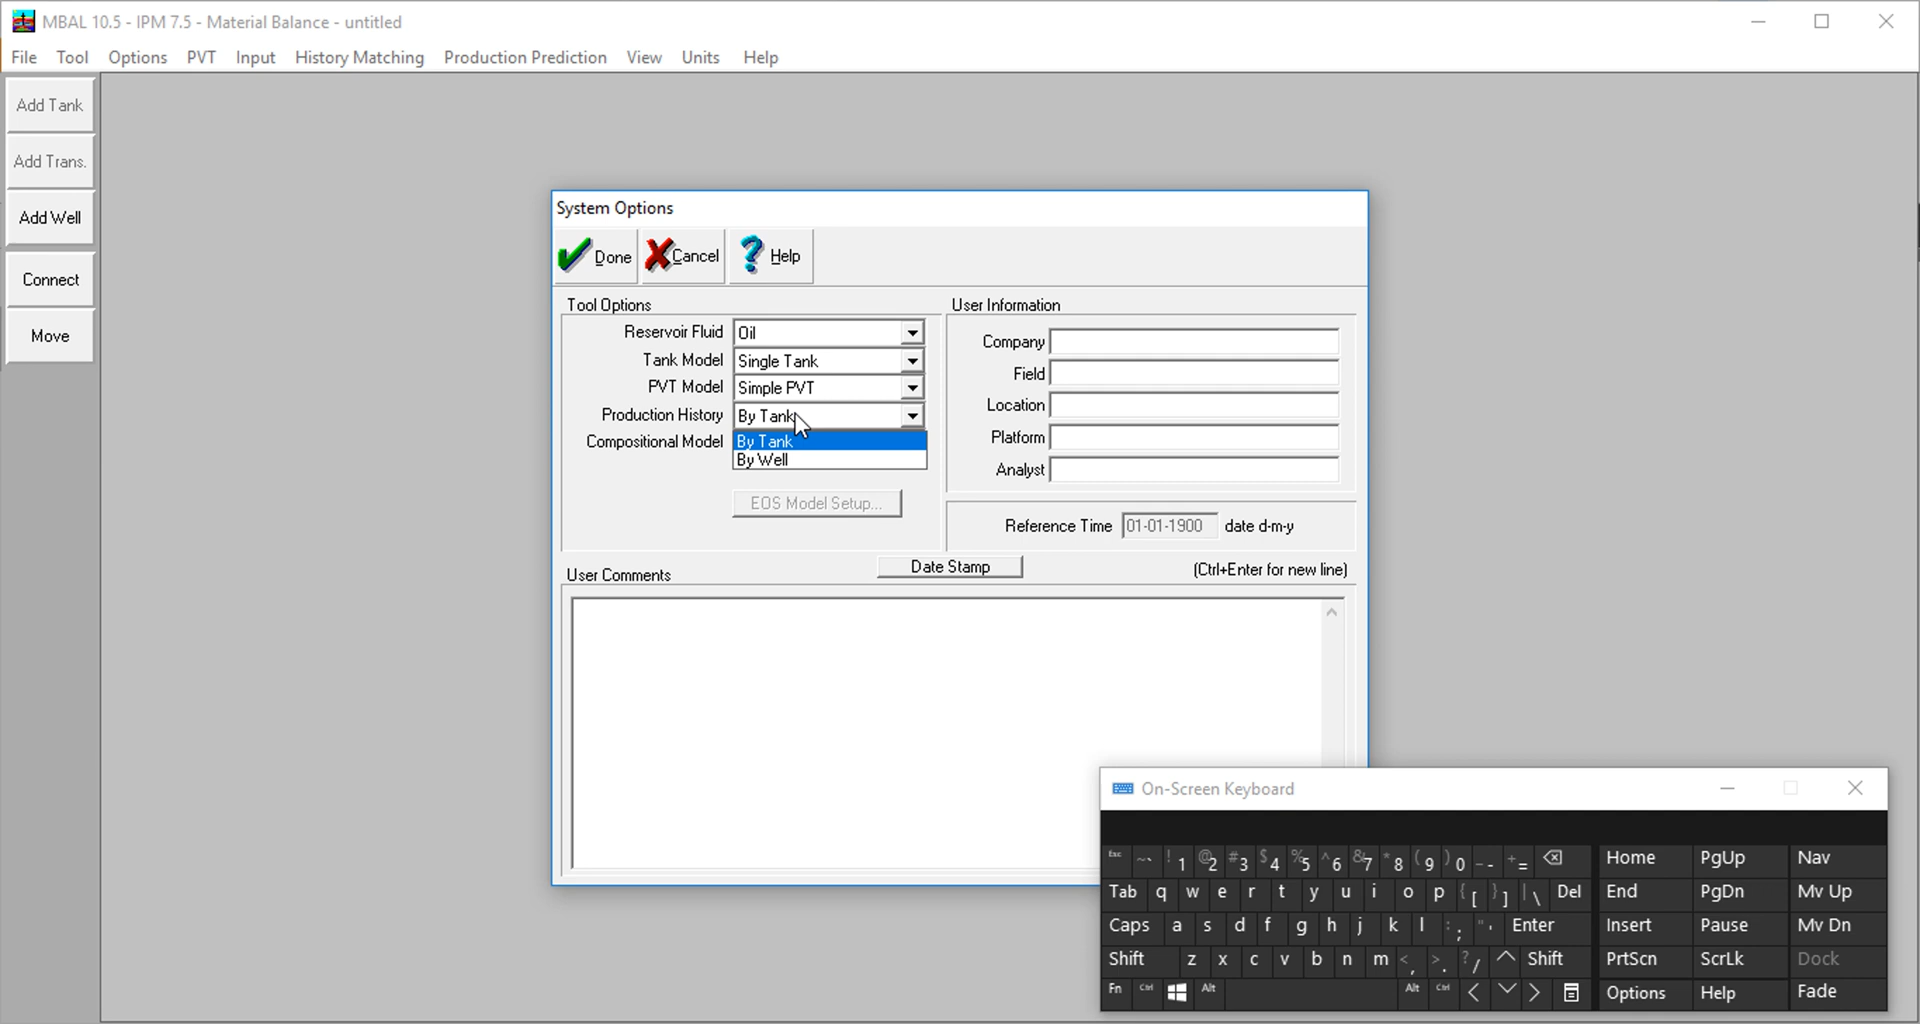 MBAL 10.5 - IPM 7.5 - Material Balance - untitled
File Tool Options PVT Input History Matching Production Prediction View Units Help
Add Tank
Add Trans.
Add Well
Connect
Move
System Options
Done Cancel Help
Tool Options
Reservoir Fluid Oil
Tank Model Single Tank
PVT Model Simple PVT
Production History By Tank
Compositional Model By Tank
By Well
EOS Model Setup...
User Information
Company
Field
Location
Platform
Analyst
Reference Time 01-01-1900 date d-m-y
Date Stamp
User Comments (Ctrl+Enter for new line)
On-Screen Keyboard
Esc ~ ` ! 1 @ 2 # 3 $ 4 % 5 ^ 6 & 7 * 8 ( 9 ) 0 _ - + = Home PgUp Nav
Tab q w e r t y u i o p { [ } ] | \ Del End PgDn Mv Up
Caps a s d f g h j k l : ; " ' Enter Insert Pause Mv Dn
Shift z x c v b n m < , > . ? / Shift PrtScn ScrLk Dock
Fn Ctrl Alt Alt Ctrl Options Help Fade